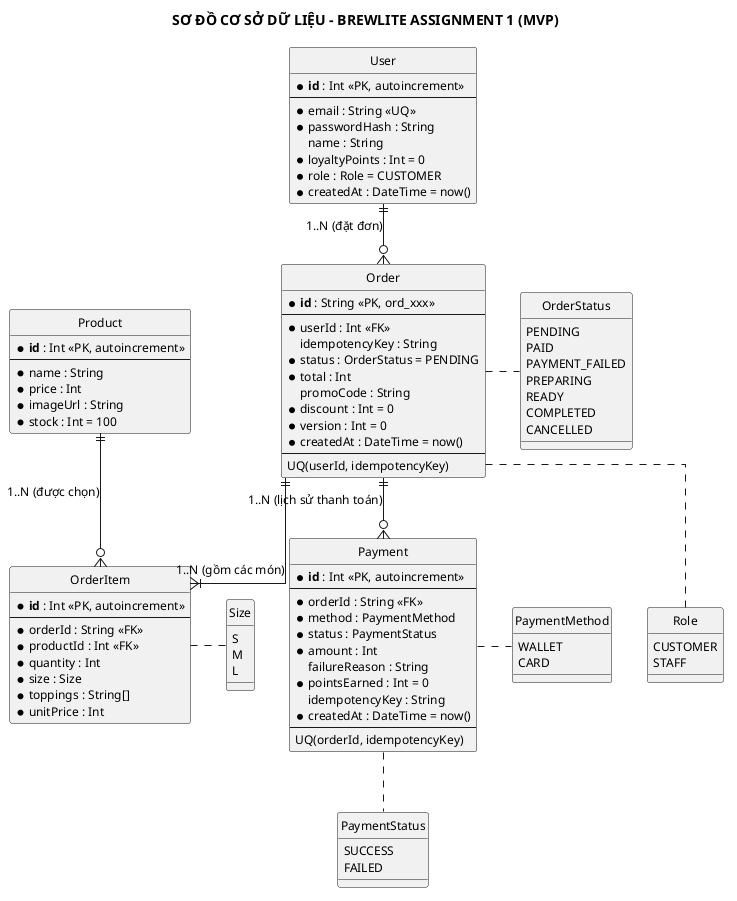 SƠ ĐỒ CƠ SỞ DỮ LIỆU - BREWLITE ASSIGNMENT 1 (MVP)
User
id : Int «PK, autoincrement»
email : String «UQ»
passwordHash : String
name : String
loyaltyPoints : Int = 0
role : Role = CUSTOMER
createdAt : DateTime = now()
1..N (đặt đơn)
Order
id : String «PK, ord_xxx»
userId : Int «FK»
idempotencyKey : String
status : OrderStatus = PENDING
total : Int
promoCode : String
discount : Int = 0
version : Int = 0
createdAt : DateTime = now()
UQ(userId, idempotencyKey)
OrderStatus
PENDING
PAID
PAYMENT_FAILED
PREPARING
READY
COMPLETED
CANCELLED
Product
id : Int «PK, autoincrement»
name : String
price : Int
imageUrl : String
stock : Int = 100
1..N (được chọn)
1..N (lịch sử thanh toán)
1..N (gồm các món)
OrderItem
id : Int «PK, autoincrement»
orderId : String «FK»
productId : Int «FK»
quantity : Int
size : Size
toppings : String[]
unitPrice : Int
Size
S
M
L
Payment
id : Int «PK, autoincrement»
orderId : String «FK»
method : PaymentMethod
status : PaymentStatus
amount : Int
failureReason : String
pointsEarned : Int = 0
idempotencyKey : String
createdAt : DateTime = now()
UQ(orderId, idempotencyKey)
PaymentMethod
WALLET
CARD
Role
CUSTOMER
STAFF
PaymentStatus
SUCCESS
FAILED